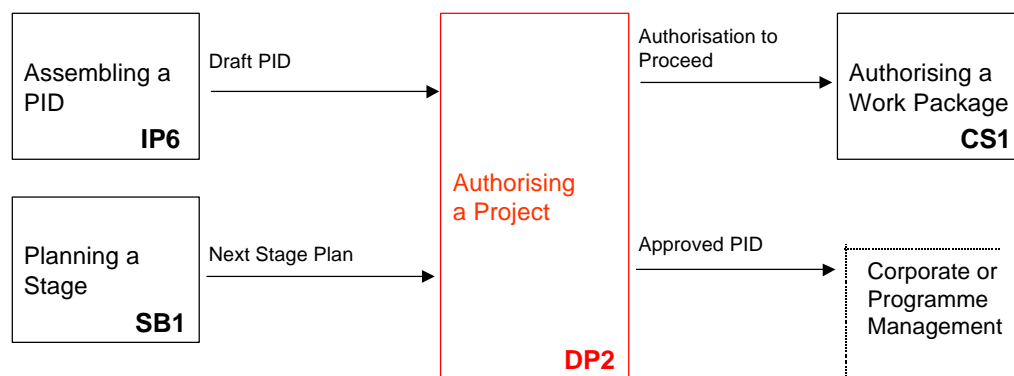 Assembling a
PID
IP6
Draft PID
Planning a
Stage
SB1
Next Stage Plan
Authorising
a Project
DP2
Authorisation to
Proceed
Authorising a
Work Package
CS1
Approved PID
Corporate or
Programme
Management